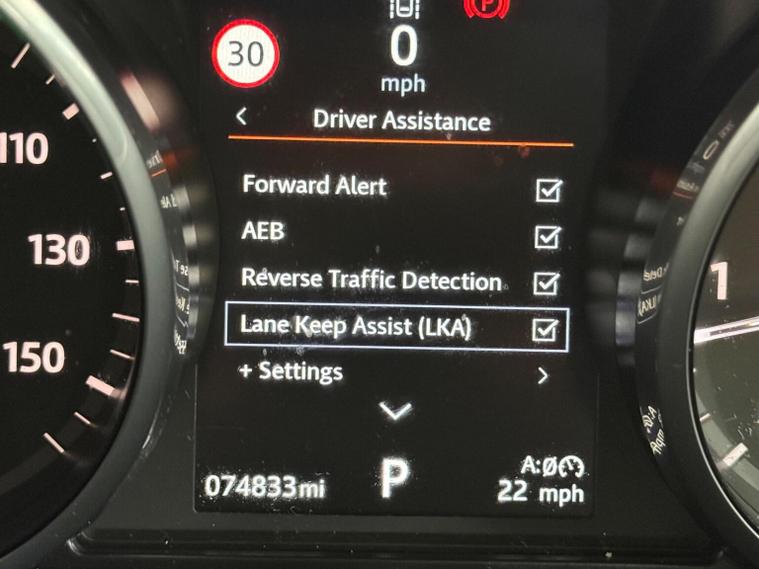 30
0
mph
Driver Assistance
Forward Alert
AEB
Reverse Traffic Detection
Lane Keep Assist (LKA)
+ Settings
074833mi
P
A:Ø
22 mph
110
130
150
1